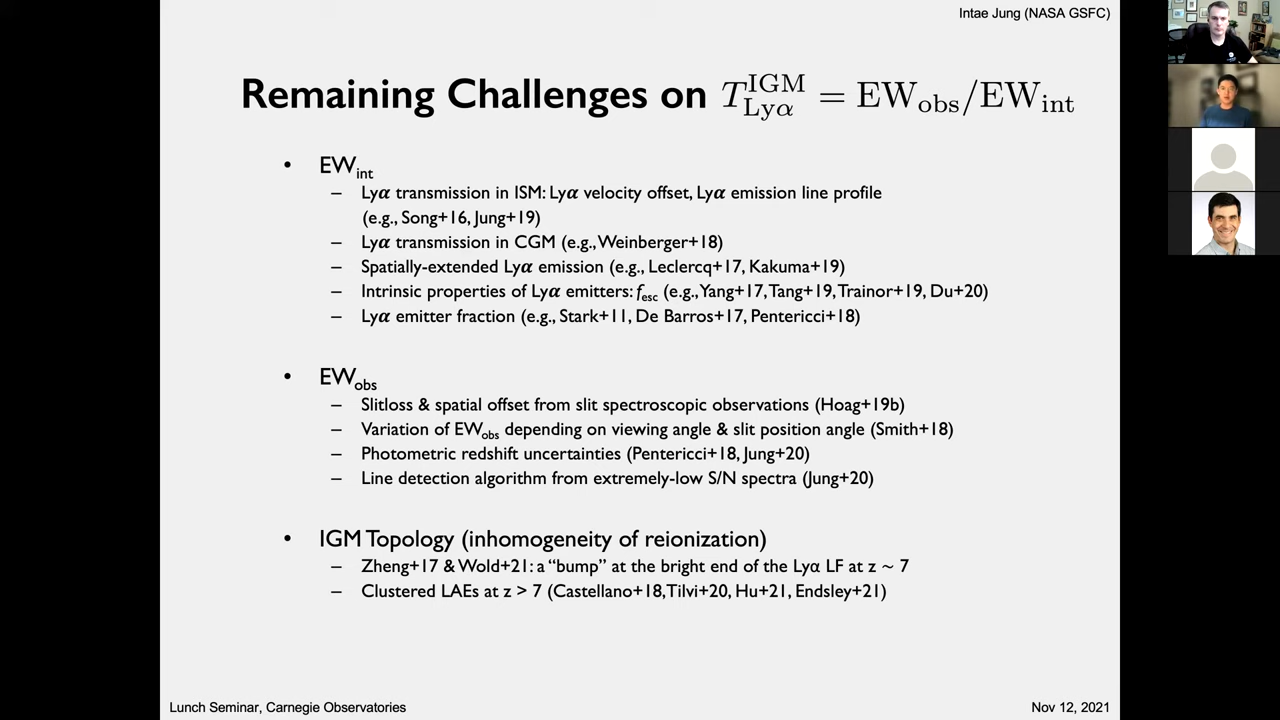 Intae Jung (NASA GSFC)
Remaining Challenges on T^IGM_Lyα = EW_obs/EW_int
• EW_int
– Lyα transmission in ISM: Lyα velocity offset, Lyα emission line profile
(e.g., Song+16, Jung+19)
– Lyα transmission in CGM (e.g., Weinberger+18)
– Spatially-extended Lyα emission (e.g., Leclercq+17, Kakuma+19)
– Intrinsic properties of Lyα emitters: f_esc (e.g., Yang+17, Tang+19, Trainor+19, Du+20)
– Lyα emitter fraction (e.g., Stark+11, De Barros+17, Pentericci+18)
• EW_obs
– Slitloss & spatial offset from slit spectroscopic observations (Hoag+19b)
– Variation of EW_obs depending on viewing angle & slit position angle (Smith+18)
– Photometric redshift uncertainties (Pentericci+18, Jung+20)
– Line detection algorithm from extremely-low S/N spectra (Jung+20)
• IGM Topology (inhomogeneity of reionization)
– Zheng+17 & Wold+21: a “bump” at the bright end of the Lyα LF at z ~ 7
– Clustered LAEs at z > 7 (Castellano+18, Tilvi+20, Hu+21, Endsley+21)
Lunch Seminar, Carnegie Observatories
Nov 12, 2021